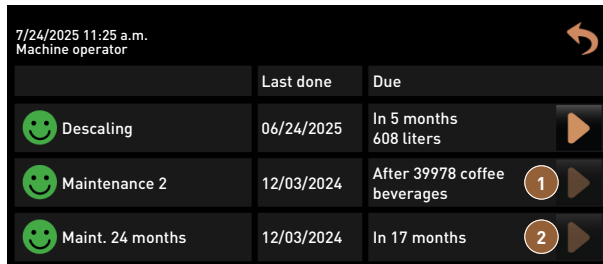 7/24/2025 11:25 a.m.
Machine operator
Last done Due
Descaling 06/24/2025 In 5 months
608 liters
Maintenance 2 12/03/2024 After 39978 coffee
beverages 1
Maint. 24 months 12/03/2024 In 17 months 2